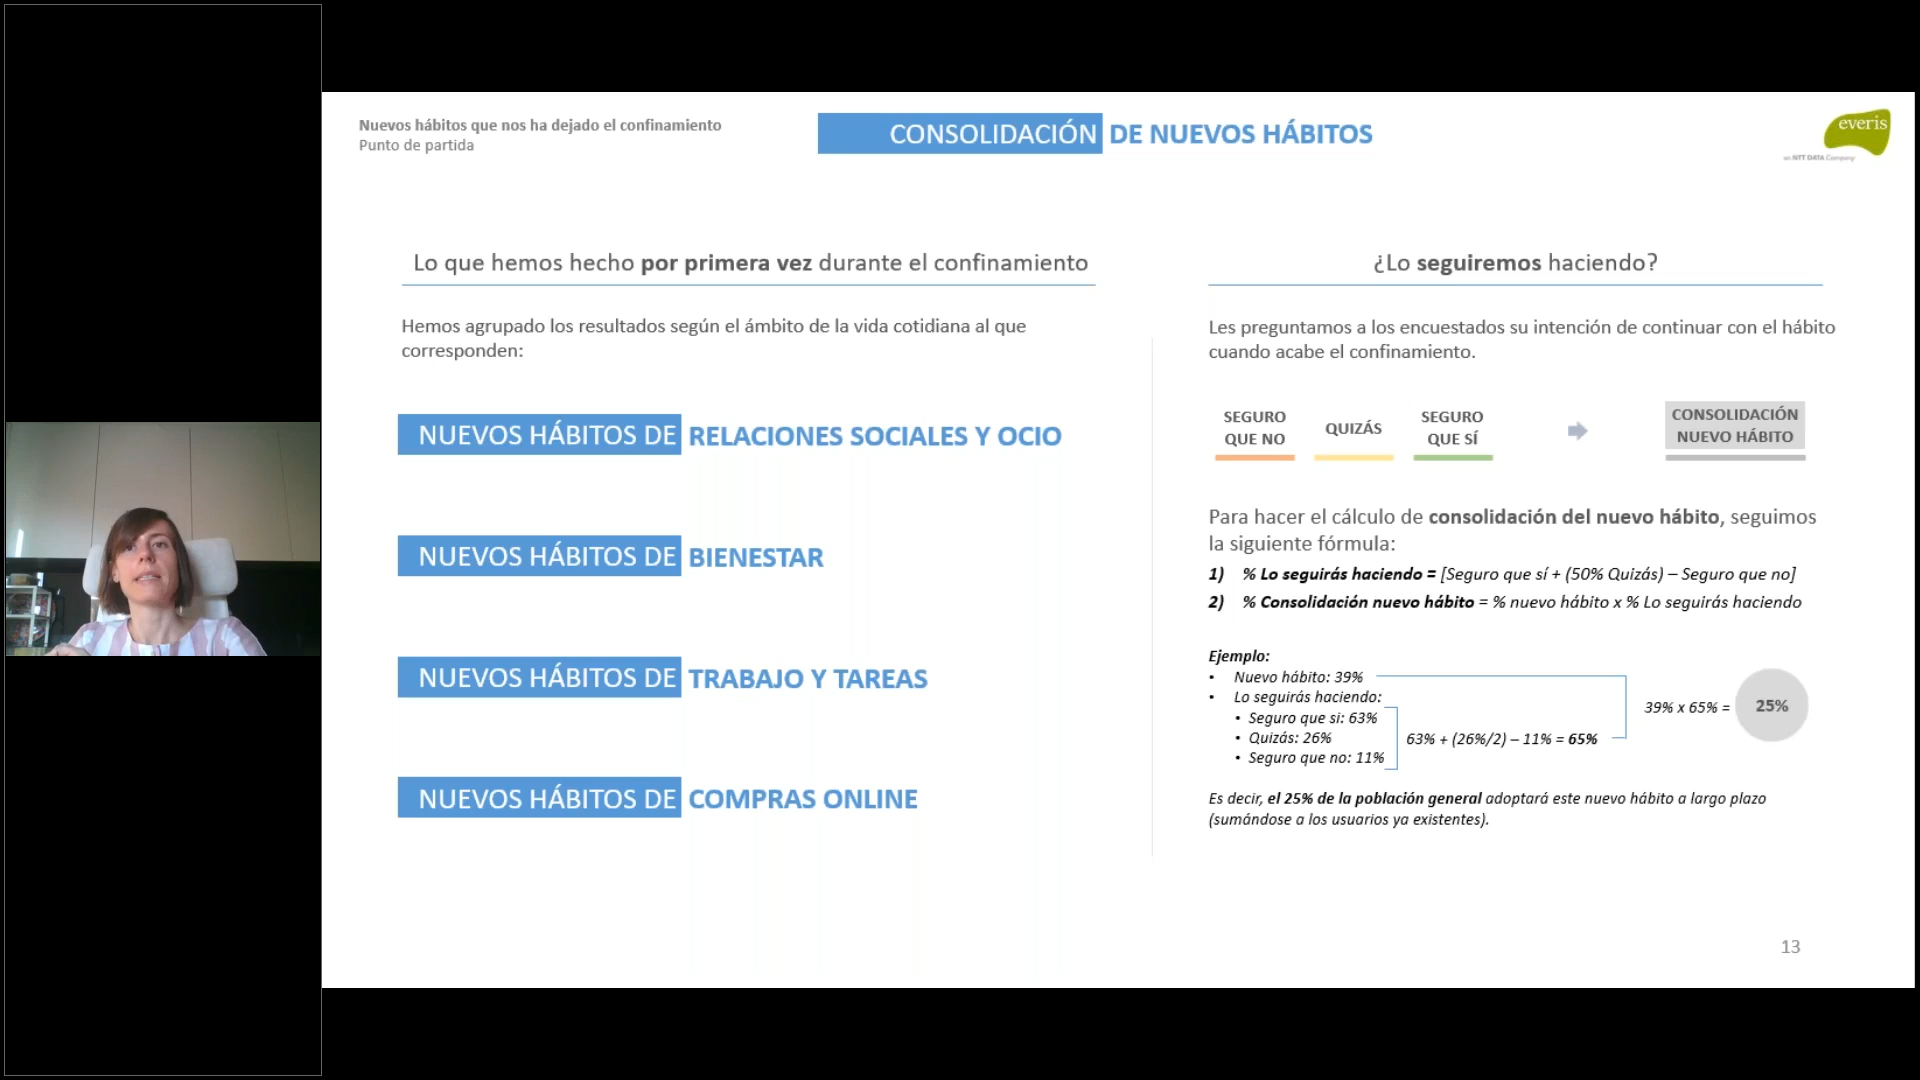 Nuevos hábitos que nos ha dejado el confinamiento
Punto de partida
CONSOLIDACIÓN DE NUEVOS HÁBITOS
everis
an NTT DATA Company
Lo que hemos hecho por primera vez durante el confinamiento
Hemos agrupado los resultados según el ámbito de la vida cotidiana al que
corresponden:
NUEVOS HÁBITOS DE RELACIONES SOCIALES Y OCIO
NUEVOS HÁBITOS DE BIENESTAR
NUEVOS HÁBITOS DE TRABAJO Y TAREAS
NUEVOS HÁBITOS DE COMPRAS ONLINE
¿Lo seguiremos haciendo?
Les preguntamos a los encuestados su intención de continuar con el hábito
cuando acabe el confinamiento.
SEGURO
QUE NO
QUIZÁS
SEGURO
QUE SÍ
CONSOLIDACIÓN
NUEVO HÁBITO
Para hacer el cálculo de consolidación del nuevo hábito, seguimos
la siguiente fórmula:
1) % Lo seguirás haciendo = [Seguro que sí + (50% Quizás) – Seguro que no]
2) % Consolidación nuevo hábito = % nuevo hábito x % Lo seguirás haciendo
Ejemplo:
• Nuevo hábito: 39%
• Lo seguirás haciendo:
• Seguro que si: 63%
• Quizás: 26%
• Seguro que no: 11%
63% + (26%/2) – 11% = 65%
39% x 65% =
25%
Es decir, el 25% de la población general adoptará este nuevo hábito a largo plazo
(sumándose a los usuarios ya existentes).
13